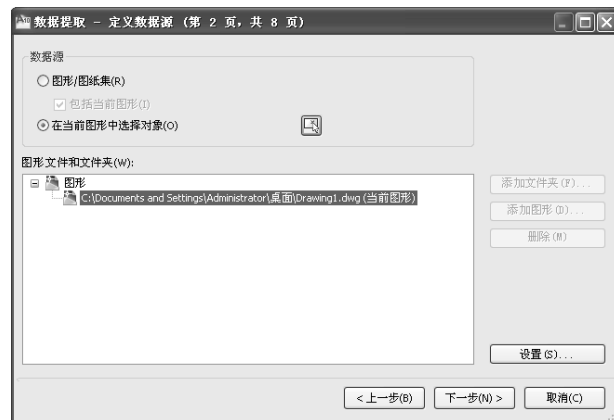 数据提取 - 定义数据源 (第 2 页，共 8 页)
数据源
图形/图纸集(R)
包括当前图形(I)
在当前图形中选择对象(O)
图形文件和文件夹(W):
图形
C:\Documents and Settings\Administrator\桌面\Drawing1.dwg (当前图形)
添加文件夹(F)...
添加图形(D)...
删除(M)
设置(S)...
< 上一步(B)
下一步(N) >
取消(C)